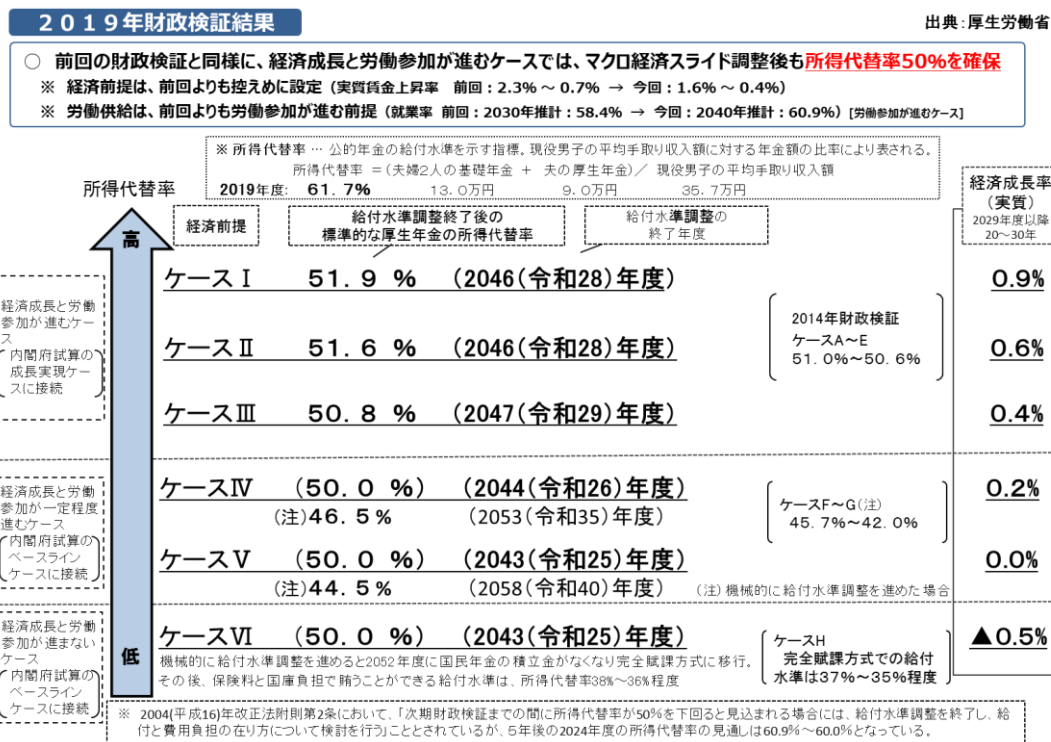 2019年財政検証結果
出典:厚生労働省
○ 前回の財政検証と同様に、経済成長と労働参加が進むケースでは、マクロ経済スライド調整後も所得代替率50%を確保
※ 経済前提は、前回よりも控えめに設定(実質賃金上昇率 前回:2.3%~0.7% → 今回:1.6%~0.4%)
※ 労働供給は、前回よりも労働参加が進む前提(就業率 前回:2030年推計:58.4% → 今回:2040年推計:60.9%)[労働参加が進むケース]
※ 所得代替率 … 公的年金の給付水準を示す指標。現役男子の平均手取り収入額に対する年金額の比率により表される。
所得代替率 =(夫婦2人の基礎年金 + 夫の厚生年金)/ 現役男子の平均手取り収入額
2019年度: 61.7% 13.0万円 9.0万円 35.7万円
所得代替率
高
経済前提
給付水準調整終了後の
標準的な厚生年金の所得代替率
給付水準調整の
終了年度
経済成長率
(実質)
2029年度以降
20~30年
経済成長と労働
参加が進むケー
ス
内閣府試算の
成長実現ケー
スに接続
ケースⅠ 51.9 % (2046(令和28)年度) 0.9%
ケースⅡ 51.6 % (2046(令和28)年度) 0.6%
ケースⅢ 50.8 % (2047(令和29)年度) 0.4%
2014年財政検証
ケースA~E
51.0%~50.6%
経済成長と労働
参加が一定程度
進むケース
内閣府試算の
ベースライン
ケースに接続
ケースⅣ (50.0 %) (2044(令和26)年度) 0.2%
(注)46.5% (2053(令和35)年度)
ケースⅤ (50.0 %) (2043(令和25)年度) 0.0%
(注)44.5% (2058(令和40)年度) (注)機械的に給付水準調整を進めた場合
ケースF~G(注)
45.7%~42.0%
経済成長と労働
参加が進まない
ケース
内閣府試算の
ベースライン
ケースに接続
低
ケースⅥ (50.0 %) (2043(令和25)年度) ▲0.5%
機械的に給付水準調整を進めると2052年度に国民年金の積立金がなくなり完全賦課方式に移行。
その後、保険料と国庫負担で賄うことができる給付水準は、所得代替率38%~36%程度
ケースH
完全賦課方式での給付
水準は37%~35%程度
※ 2004(平成16)年改正法附則第2条において、「次期財政検証までの間に所得代替率が50%を下回ると見込まれる場合には、給付水準調整を終了し、給
付と費用負担の在り方について検討を行う」こととされているが、5年後の2024年度の所得代替率の見通しは60.9%~60.0%となっている。